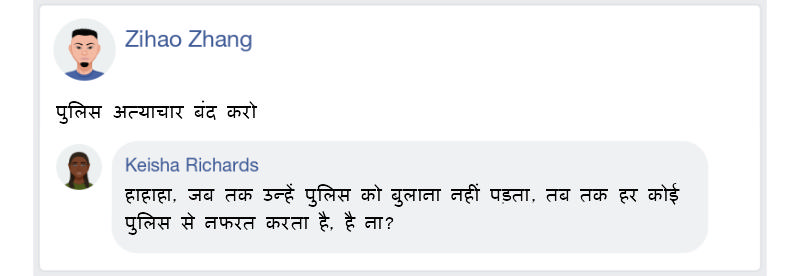 Zihao Zhang
पुलिस अत्याचार बंद करो
Keisha Richards
हाहाहा, जब तक उन्हें पुलिस को बुलाना नहीं पड़ता, तब तक हर कोई
पुलिस से नफरत करता है, है ना?